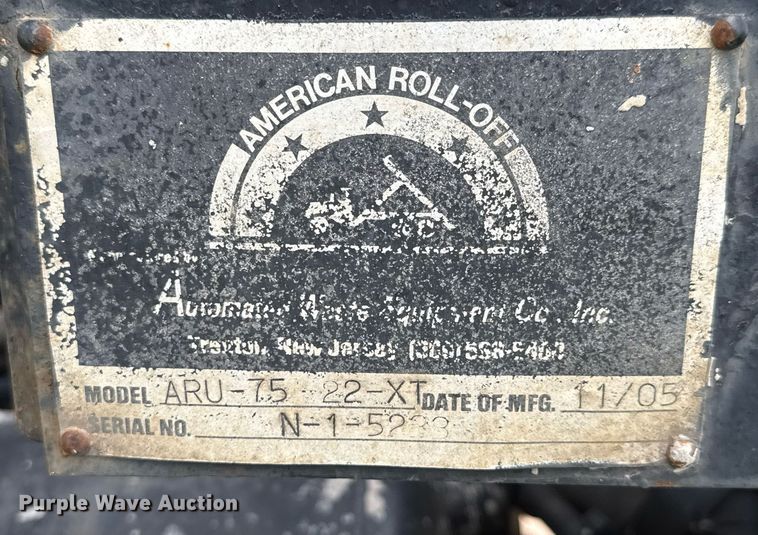 AMERICAN ROLL-OFF
Automated Waste Equipment Co., Inc.
Trenton, New Jersey
MODEL ARU-75 22-XT DATE OF MFG. 11/05
SERIAL NO.
Purple Wave Auction